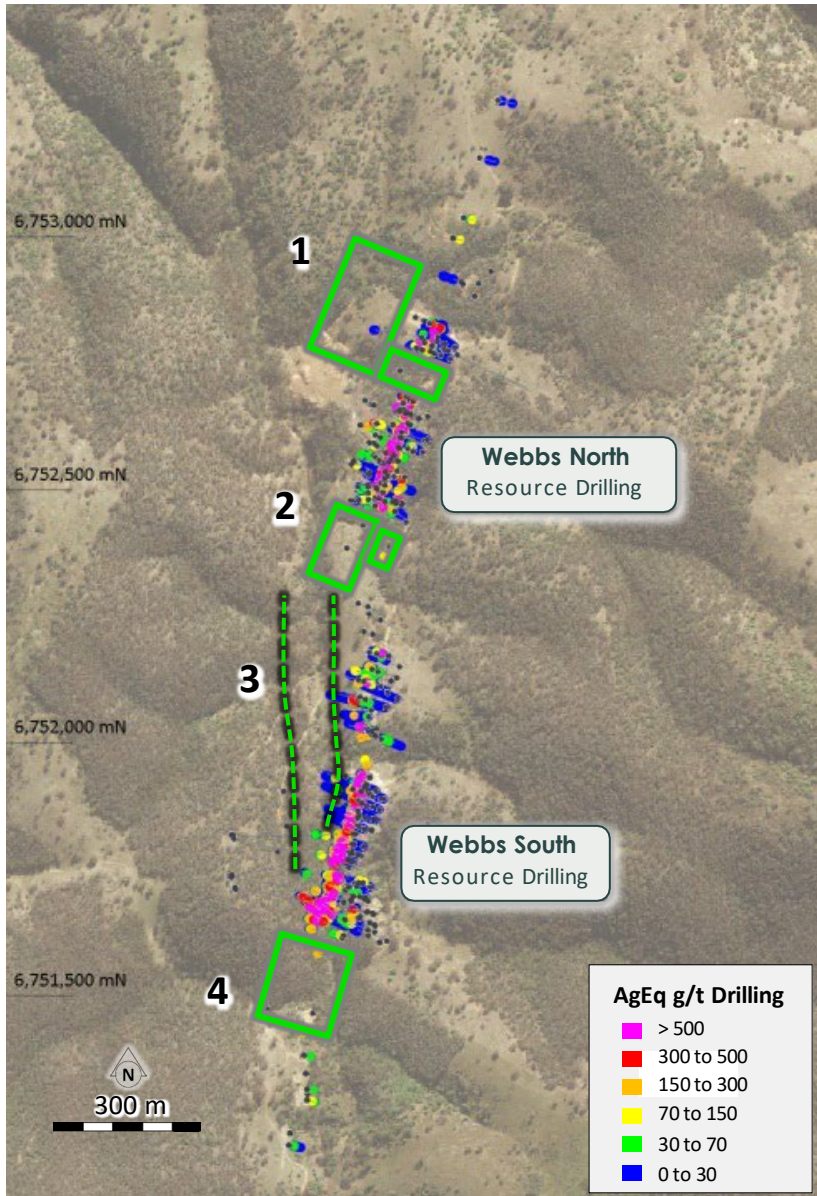 6,753,000 mN
1
Webbs North
Resource Drilling
6,752,500 mN
2
3
6,752,000 mN
Webbs South
Resource Drilling
6,751,500 mN
4
N
300 m
AgEq g/t Drilling
> 500
300 to 500
150 to 300
70 to 150
30 to 70
0 to 30